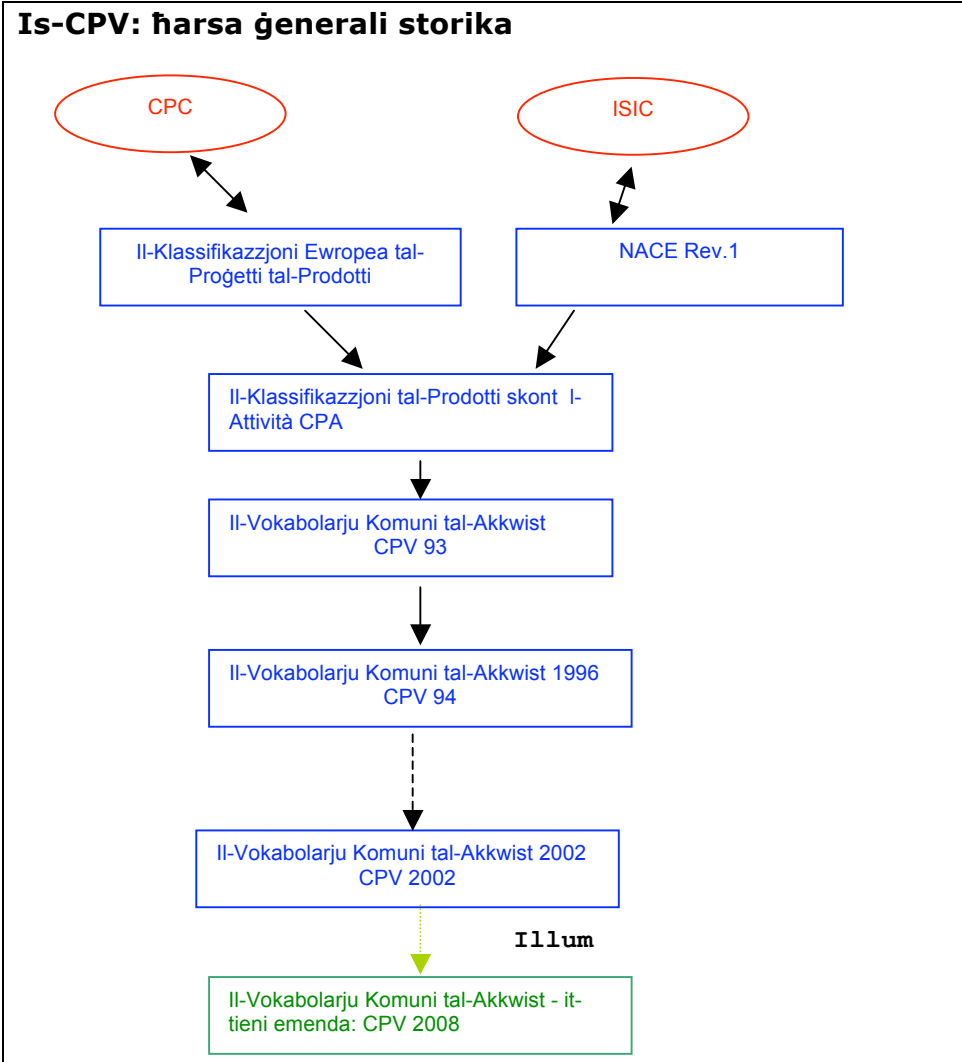 Is-CPV: ħarsa ġenerali storika
CPC
ISIC
Il-Klassifikazzjoni Ewropea tal-
Proġetti tal-Prodotti
NACE Rev.1
Il-Klassifikazzjoni tal-Prodotti skont l-
Attività CPA
Il-Vokabolarju Komuni tal-Akkwist
CPV 93
Il-Vokabolarju Komuni tal-Akkwist 1996
CPV 94
Il-Vokabolarju Komuni tal-Akkwist 2002
CPV 2002
Illum
Il-Vokabolarju Komuni tal-Akkwist - it-
tieni emenda: CPV 2008